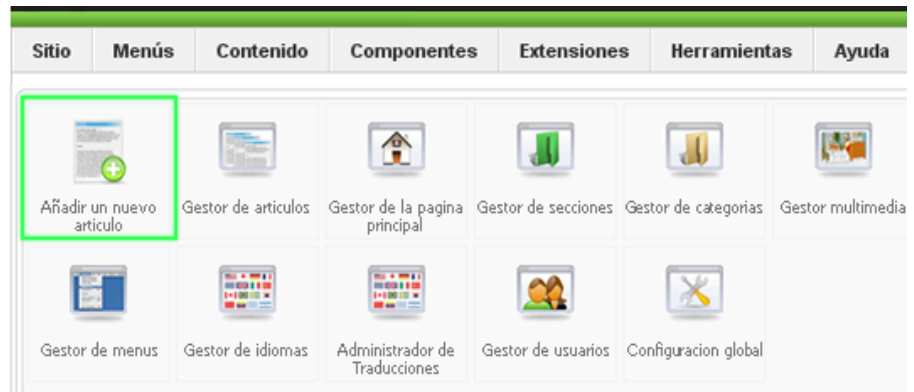 Sitio Menús Contenido Componentes Extensiones Herramientas Ayuda
Añadir un nuevo articulo
Gestor de articulos
Gestor de la pagina principal
Gestor de secciones
Gestor de categorias
Gestor multimedia
Gestor de menus
Gestor de idiomas
Administrador de Traducciones
Gestor de usuarios
Configuracion global